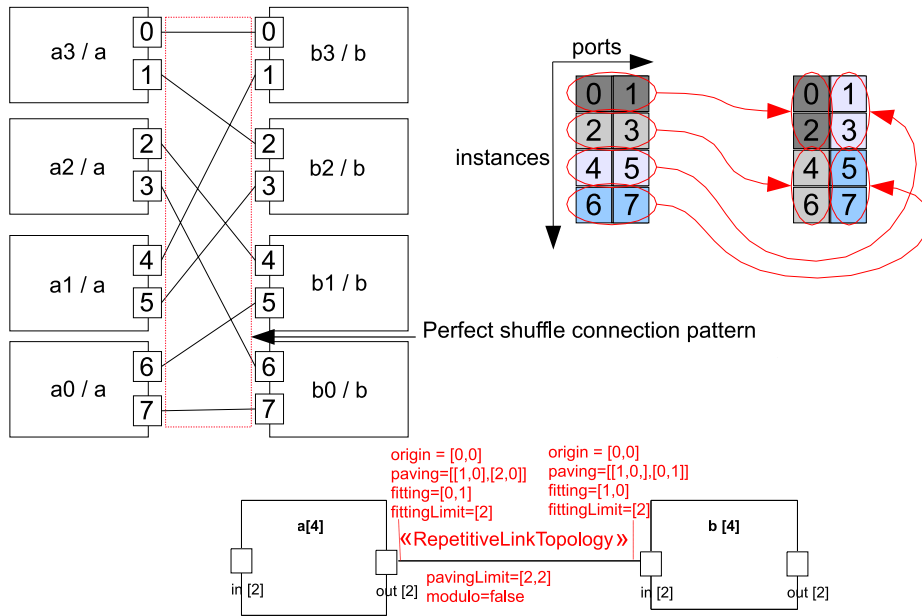 a3 / a
0
1
0
1
b3 / b
a2 / a
2
3
2
3
b2 / b
a1 / a
4
5
4
5
b1 / b
a0 / a
6
7
6
7
b0 / b
Perfect shuffle connection pattern
ports
instances
0 1
2 3
4 5
6 7
0 1
2 3
4 5
6 7
origin = [0,0]
paving=[[1,0],[2,0]]
fitting=[0,1]
fittingLimit=[2]
origin = [0,0]
paving=[[1,0,],[0,1]]
fitting=[1,0]
fittingLimit=[2]
«RepetitiveLinkTopology»
pavingLimit=[2,2]
modulo=false
a[4]
in [2]
out [2]
b [4]
in [2]
out [2]